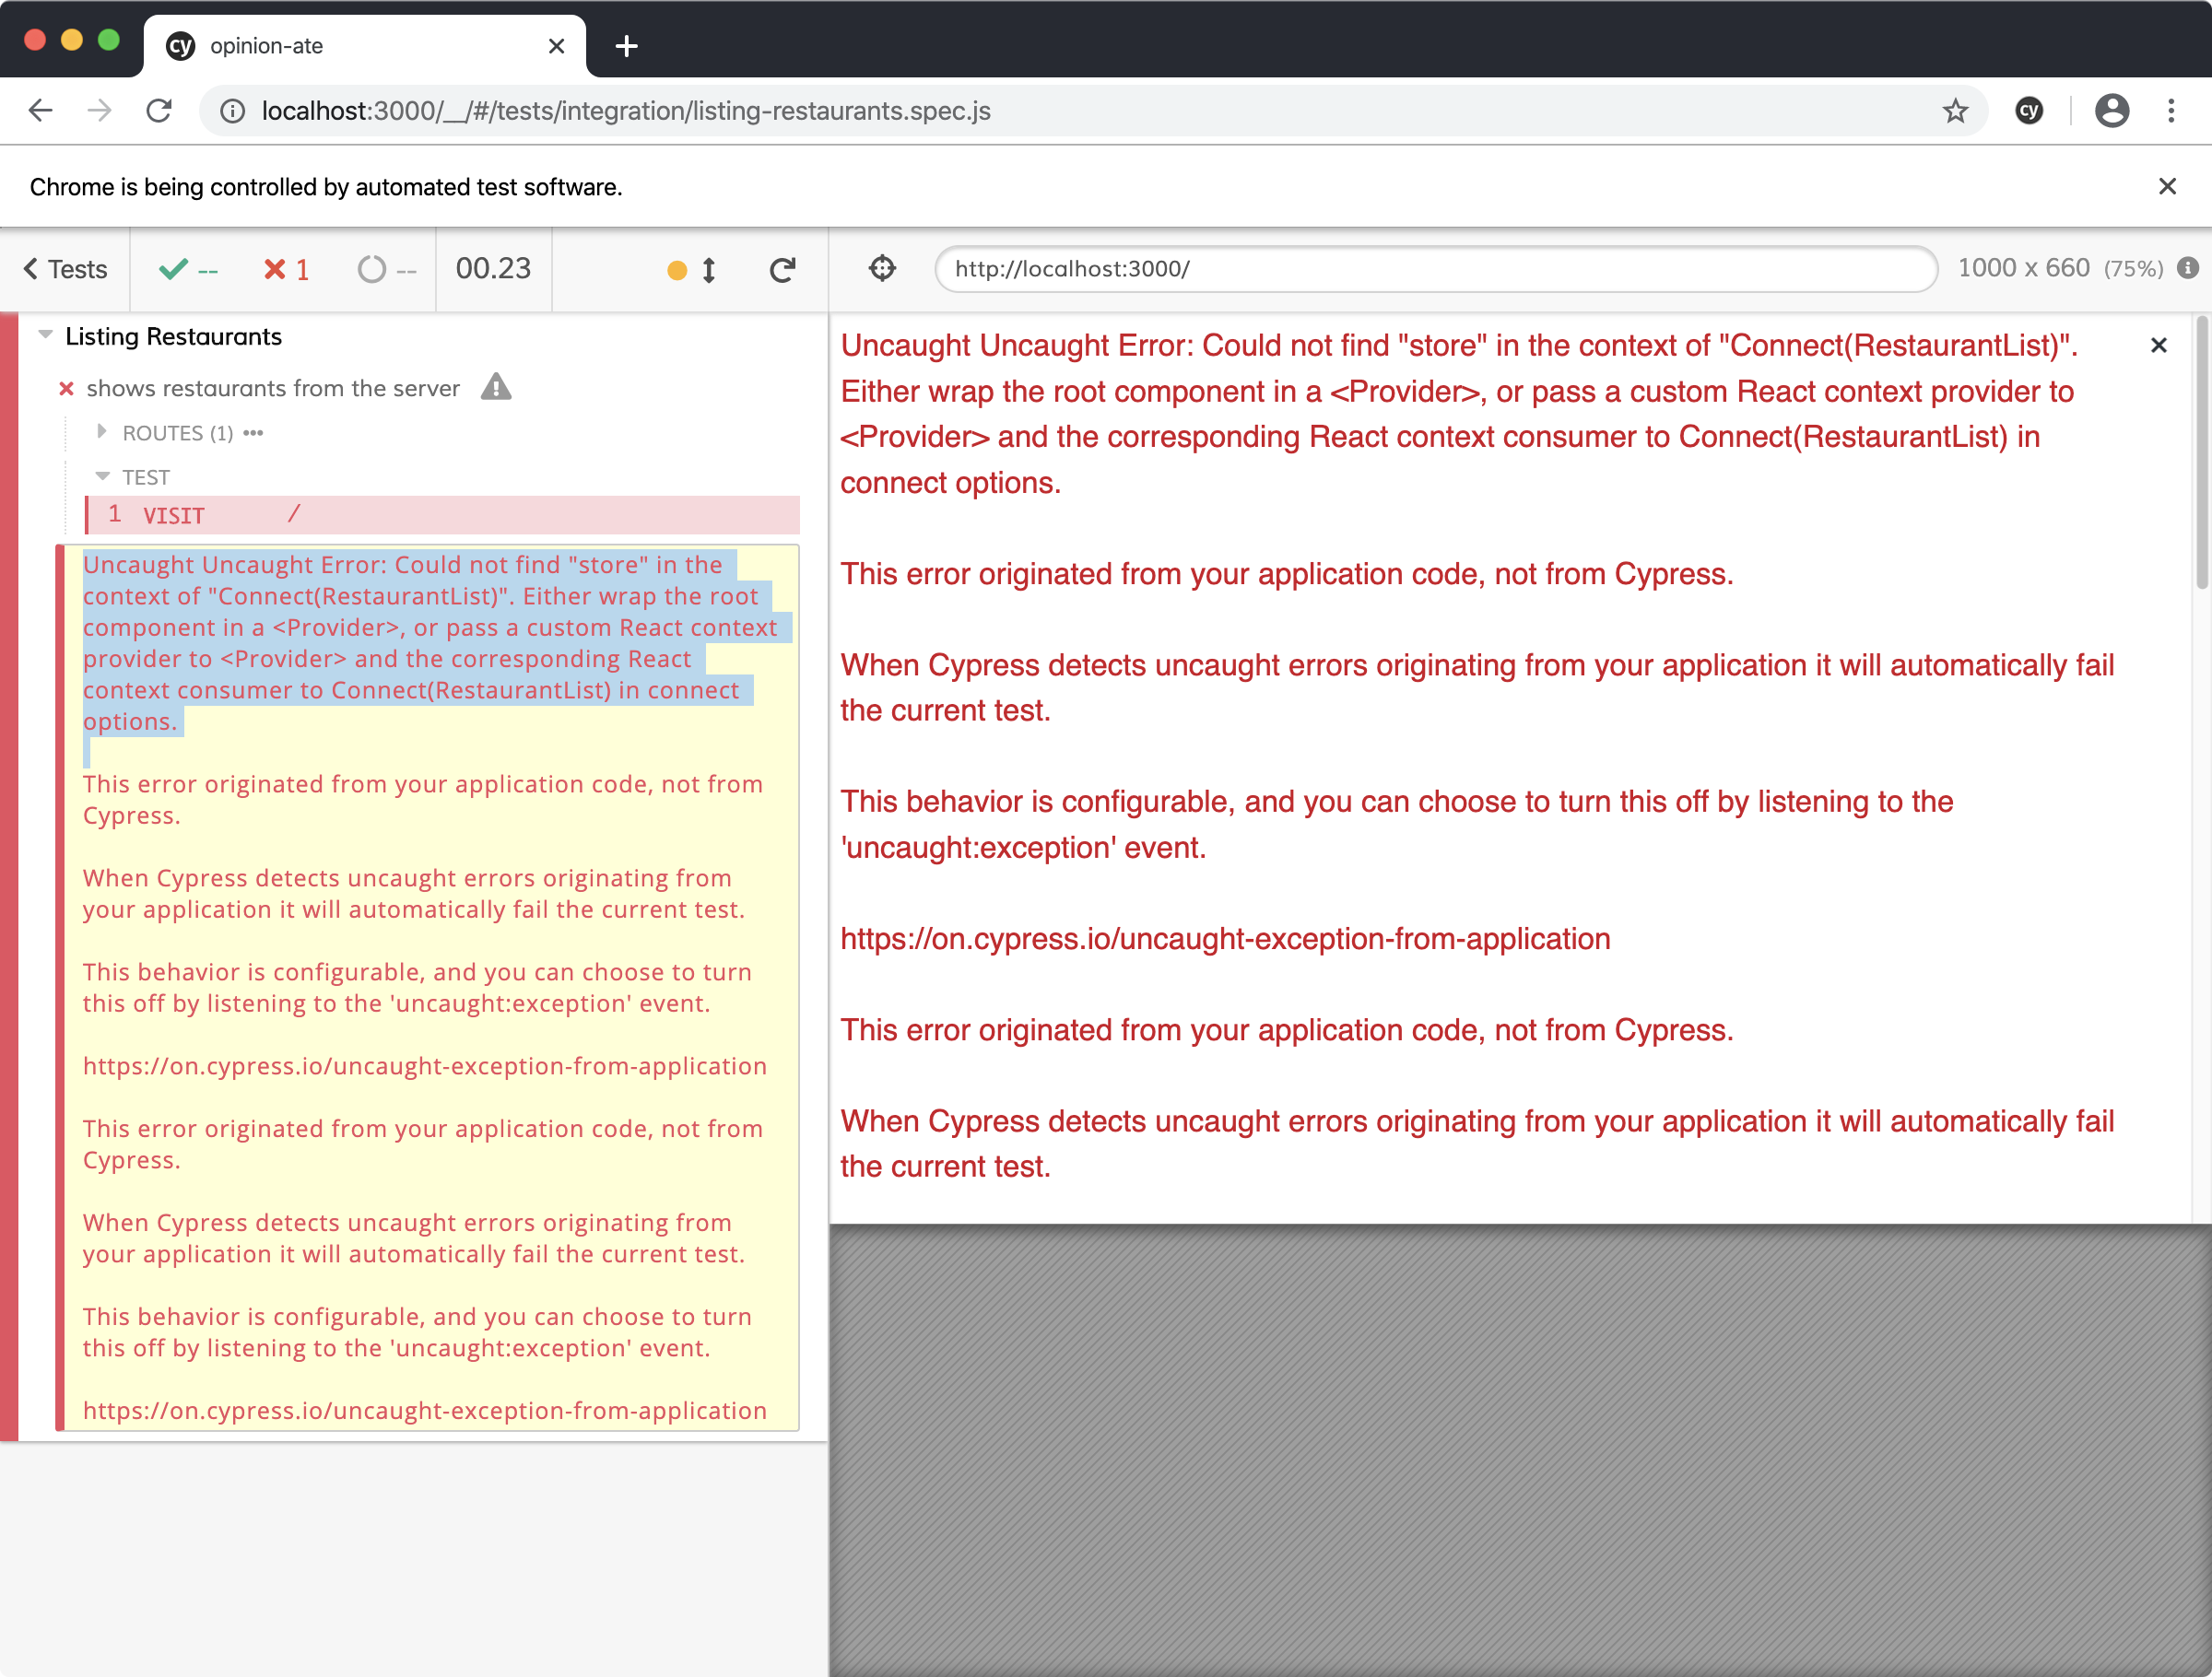 cy opinion-ate
localhost:3000/__/#/tests/integration/listing-restaurants.spec.js
cy
Chrome is being controlled by automated test software.
Tests -- 1 -- 00.23
http://localhost:3000/
1000 x 660 (75%)
Listing Restaurants
shows restaurants from the server
ROUTES (1) •••
TEST
1 VISIT /
Uncaught Uncaught Error: Could not find "store" in the
context of "Connect(RestaurantList)". Either wrap the root
component in a <Provider>, or pass a custom React context
provider to <Provider> and the corresponding React
context consumer to Connect(RestaurantList) in connect
options.
This error originated from your application code, not from
Cypress.
When Cypress detects uncaught errors originating from
your application it will automatically fail the current test.
This behavior is configurable, and you can choose to turn
this off by listening to the 'uncaught:exception' event.
https://on.cypress.io/uncaught-exception-from-application
This error originated from your application code, not from
Cypress.
When Cypress detects uncaught errors originating from
your application it will automatically fail the current test.
This behavior is configurable, and you can choose to turn
this off by listening to the 'uncaught:exception' event.
https://on.cypress.io/uncaught-exception-from-application
Uncaught Uncaught Error: Could not find "store" in the context of "Connect(RestaurantList)".
Either wrap the root component in a <Provider>, or pass a custom React context provider to
<Provider> and the corresponding React context consumer to Connect(RestaurantList) in
connect options.
This error originated from your application code, not from Cypress.
When Cypress detects uncaught errors originating from your application it will automatically fail
the current test.
This behavior is configurable, and you can choose to turn this off by listening to the
'uncaught:exception' event.
https://on.cypress.io/uncaught-exception-from-application
This error originated from your application code, not from Cypress.
When Cypress detects uncaught errors originating from your application it will automatically fail
the current test.